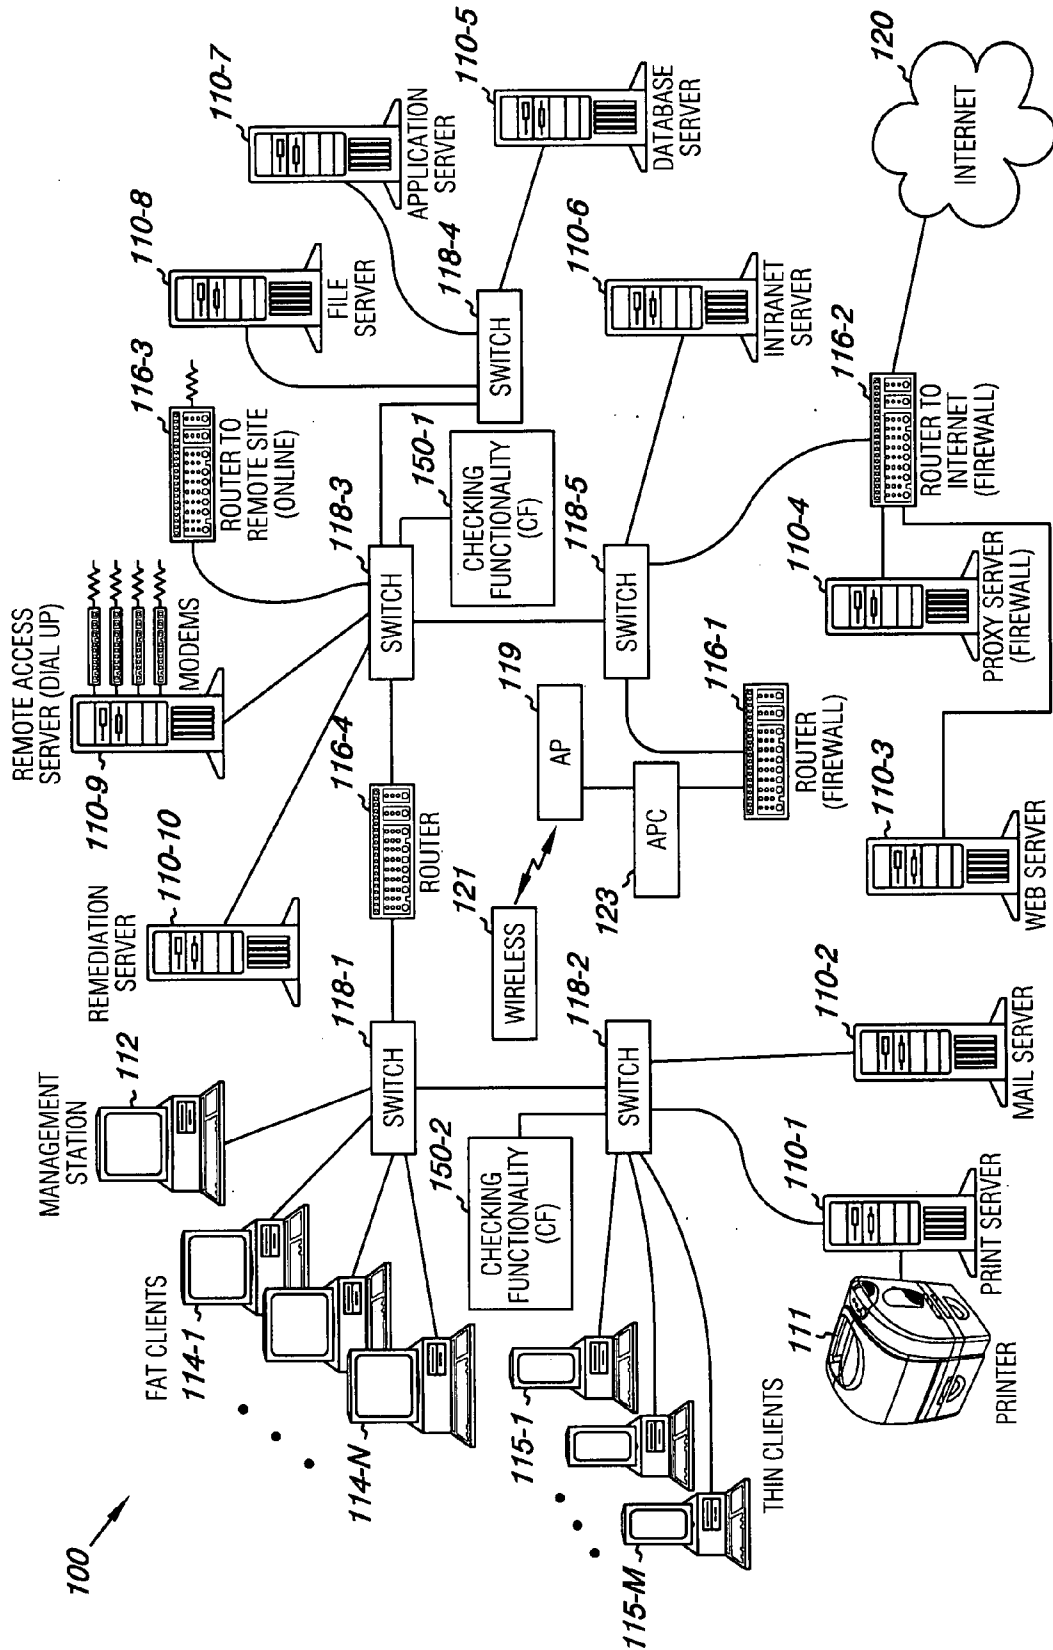 100
MANAGEMENT
STATION
112
FAT CLIENTS
114-1
114-N
REMEDIATION
SERVER
110-10
REMOTE ACCESS
SERVER (DIAL UP)
110-9
MODEMS
116-3
ROUTER TO
REMOTE SITE
(ONLINE)
110-8
FILE
SERVER
110-7
APPLICATION
SERVER
110-5
DATABASE
SERVER
118-4
SWITCH
118-3
SWITCH
150-1
CHECKING
FUNCTIONALITY
(CF)
116-4
ROUTER
118-1
SWITCH
150-2
CHECKING
FUNCTIONALITY
(CF)
115-1
115-M
THIN CLIENTS
118-2
SWITCH
121
WIRELESS
119
AP
123
APC
118-5
SWITCH
116-1
ROUTER
(FIREWALL)
110-6
INTRANET
SERVER
116-2
ROUTER TO
INTERNET
(FIREWALL)
120
INTERNET
110-4
PROXY SERVER
(FIREWALL)
110-3
WEB SERVER
110-2
MAIL SERVER
110-1
PRINT SERVER
111
PRINTER